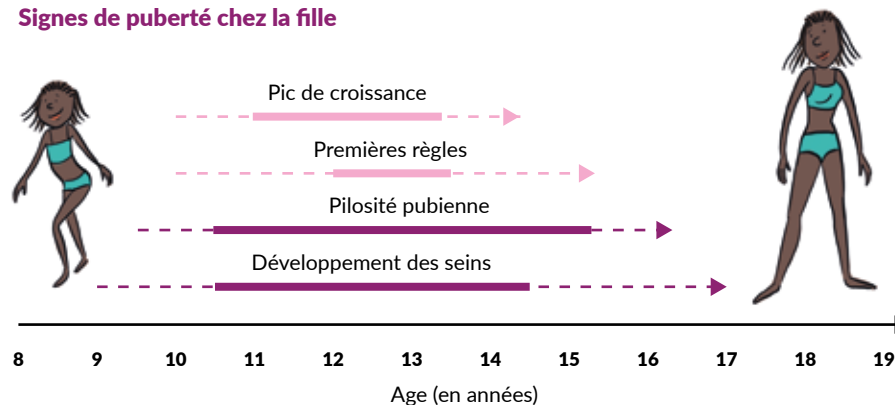 Signes de puberté chez la fille
Pic de croissance
Premières règles
Pilosité pubienne
Développement des seins
8 9 10 11 12 13 14 15 16 17 18 19
Age (en années)